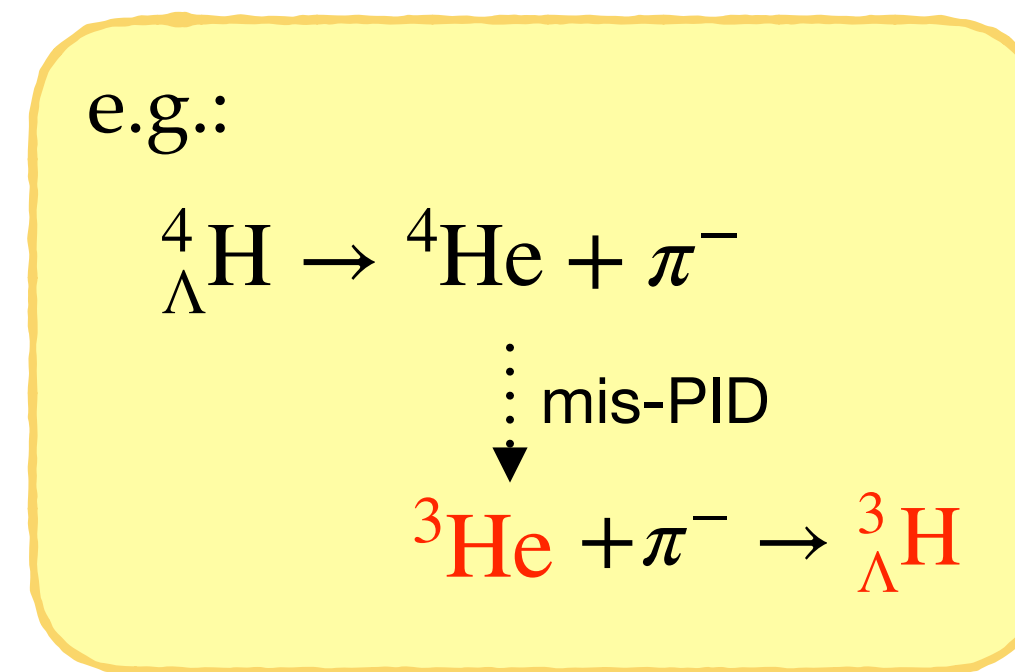 e.g.:
⁴ΛH → ⁴He + π⁻
mis-PID
³He +π⁻ → ³ΛH